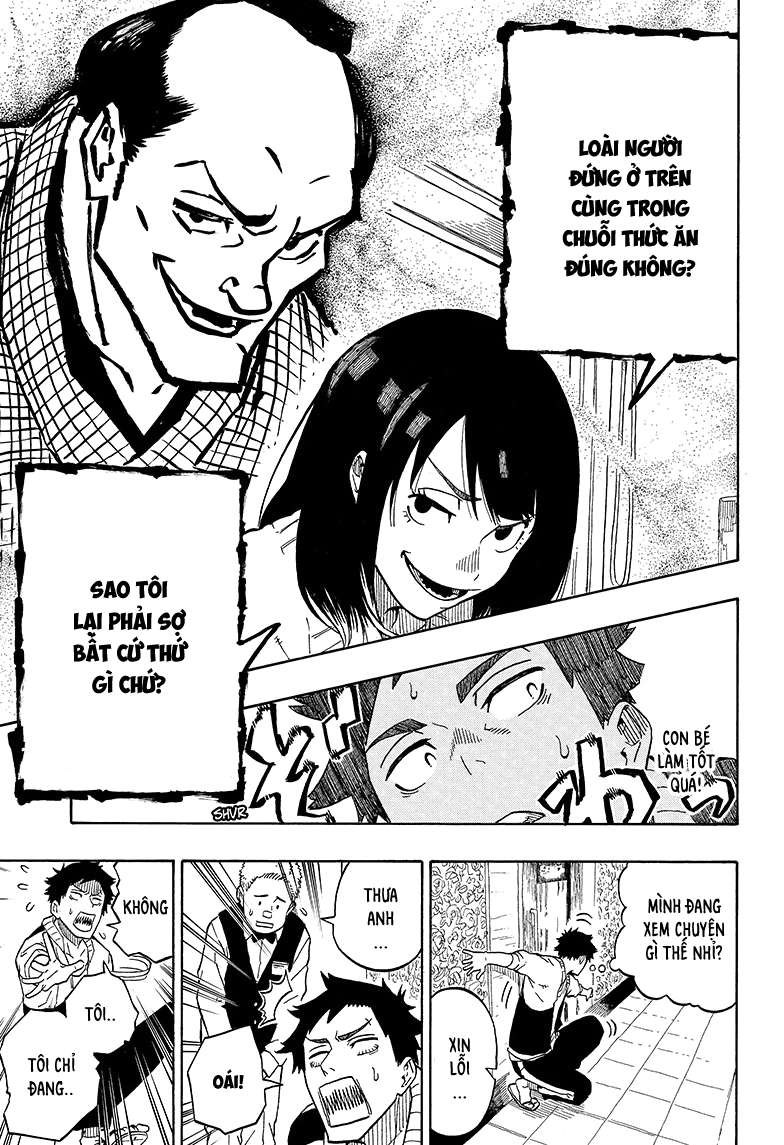 LOÀI NGƯỜI
ĐỨNG Ở TRÊN
CÙNG TRONG
CHUỖI THỨC ĂN
ĐÚNG KHÔNG?
SAO TÔI
LẠI PHẢI SỢ
BẤT CỨ THỨ
GÌ CHỨ?
CON BÉ
LÀM TỐT
QUÁ!
SHVR
MÌNH ĐANG
XEM CHUYỆN
GÌ THẾ NHỈ?
XIN
LỖI
...
THƯA
ANH
...
OÁI!
KHÔNG
TÔI..
TÔI CHỈ
ĐANG..